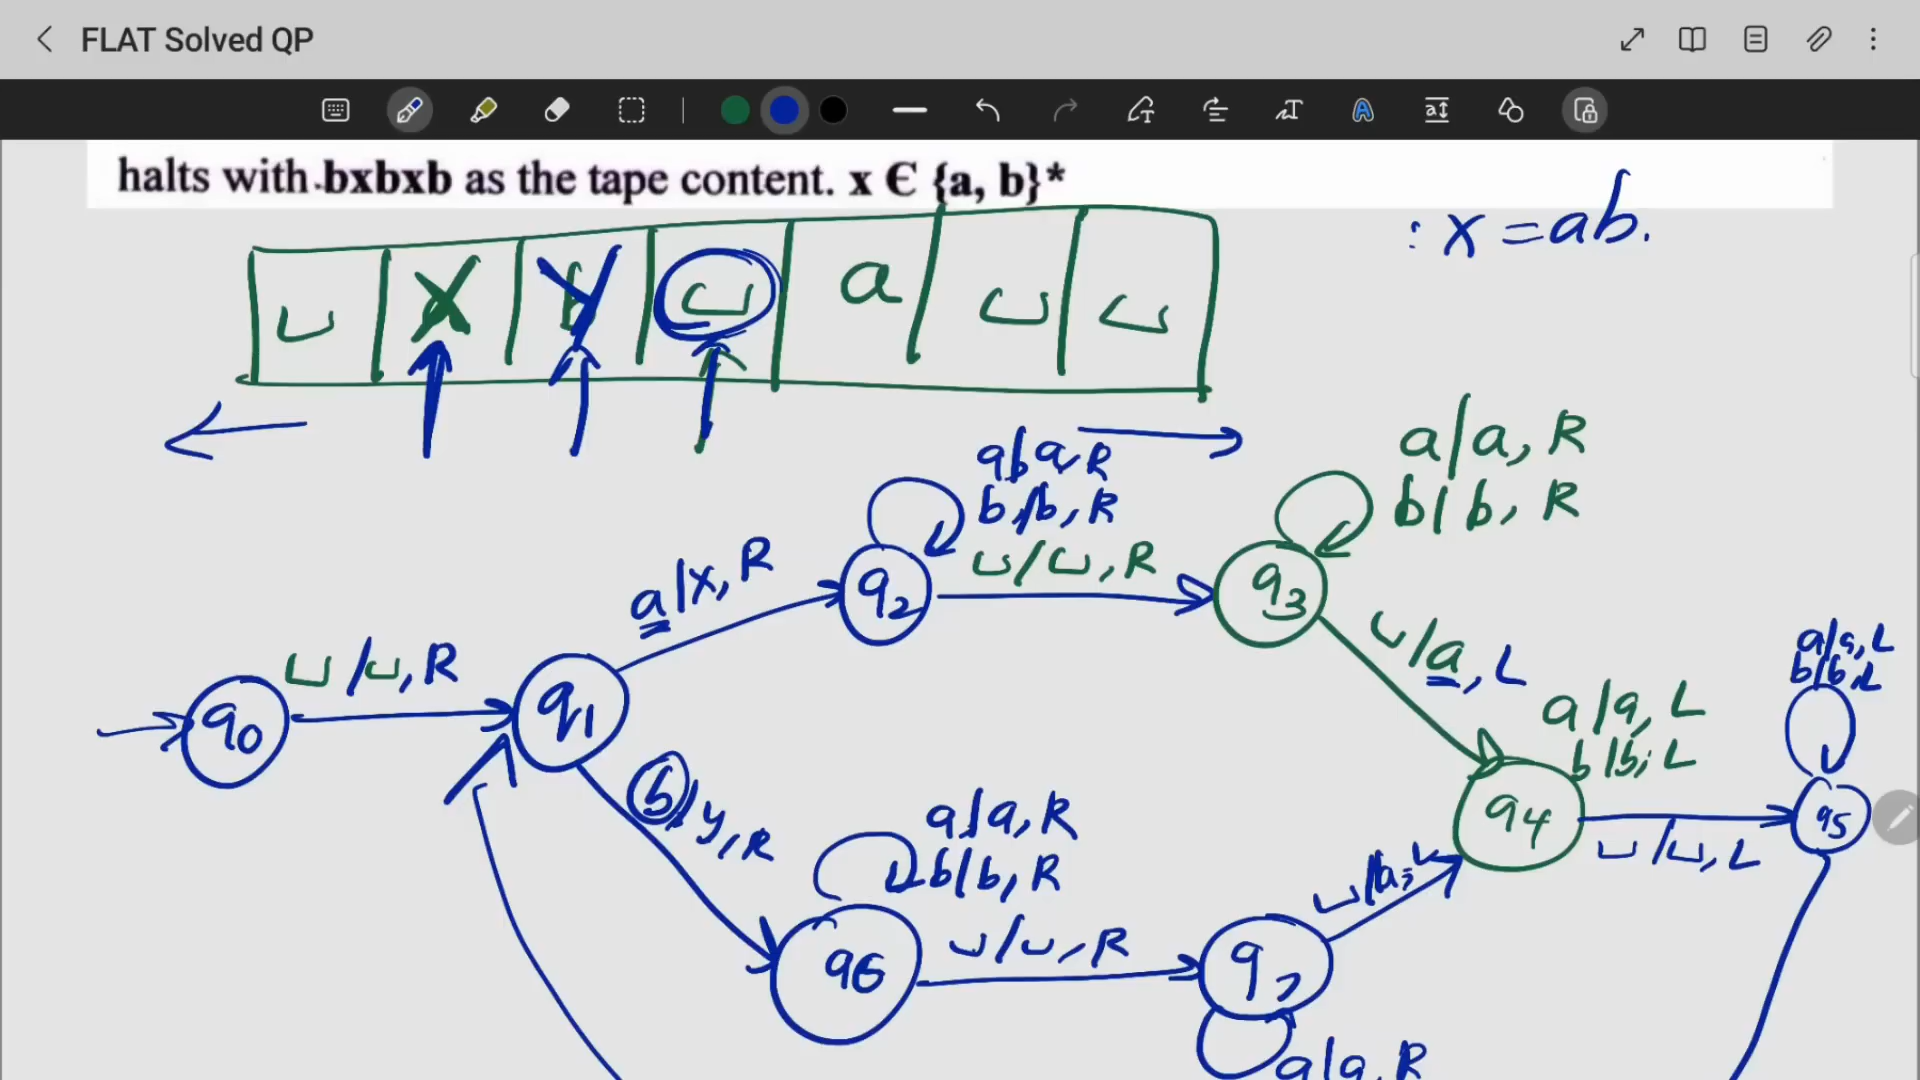 FLAT Solved QP
halts with bxbxb as the tape content. x Є {a, b}*
: x = ab.
⊔ X Y ⊔ a ⊔ ⊔
a/a, R
b/b, R
a/a, R
b/b, R
⊔/⊔, R
a/x, R
q2
q3
⊔/a, L
a/a, L
b/b, L
⊔/⊔, R
q0
q1
a/a, L
b/b, L
b/y, R
a/a, R
b/b, R
q4
q5
⊔/⊔, L
q6
⊔/⊔, R
q7
a/a, R